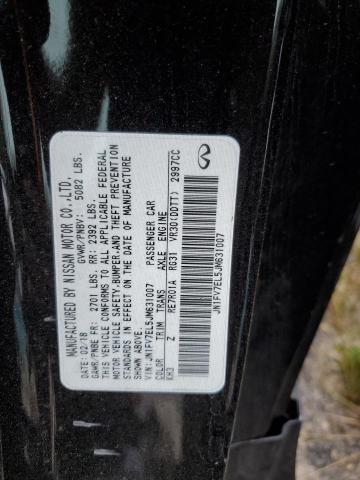 MANUFACTURED BY NISSAN MOTOR CO.,LTD.
DATE: 02/18 GVWR/PNBV: 5082 LBS.
GAWR/PNBE FR: 2701 LBS. RR: 2392 LBS.
THIS VEHICLE CONFORMS TO ALL APPLICABLE FEDERAL
MOTOR VEHICLE SAFETY,BUMPER,AND THEFT PREVENTION
STANDARDS IN EFFECT ON THE DATE OF MANUFACTURE
SHOWN ABOVE.
VIN: JN1FV7EL5JM631007 PASSENGER CAR
COLOR TRIM TRANS AXLE ENGINE
KH3 Z RE7R01A RG31 VR30(DDTT) 2997CC
JN1FV7EL5JM631007